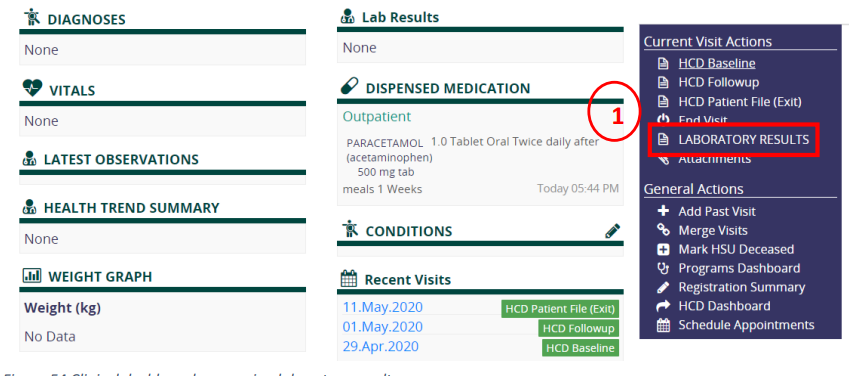 DIAGNOSES
None
VITALS
None
LATEST OBSERVATIONS
HEALTH TREND SUMMARY
None
WEIGHT GRAPH
Weight (kg)
No Data
Lab Results
None
DISPENSED MEDICATION
Outpatient
PARACETAMOL 1.0 Tablet Oral Twice daily after
(acetaminophen)
500 mg tab
meals 1 Weeks Today 05:44 PM
CONDITIONS
Recent Visits
11.May.2020 HCD Patient File (Exit)
01.May.2020 HCD Followup
29.Apr.2020 HCD Baseline
1
Current Visit Actions
HCD Baseline
HCD Followup
HCD Patient File (Exit)
End Visit
LABORATORY RESULTS
Attachments
General Actions
Add Past Visit
Merge Visits
Mark HSU Deceased
Programs Dashboard
Registration Summary
HCD Dashboard
Schedule Appointments